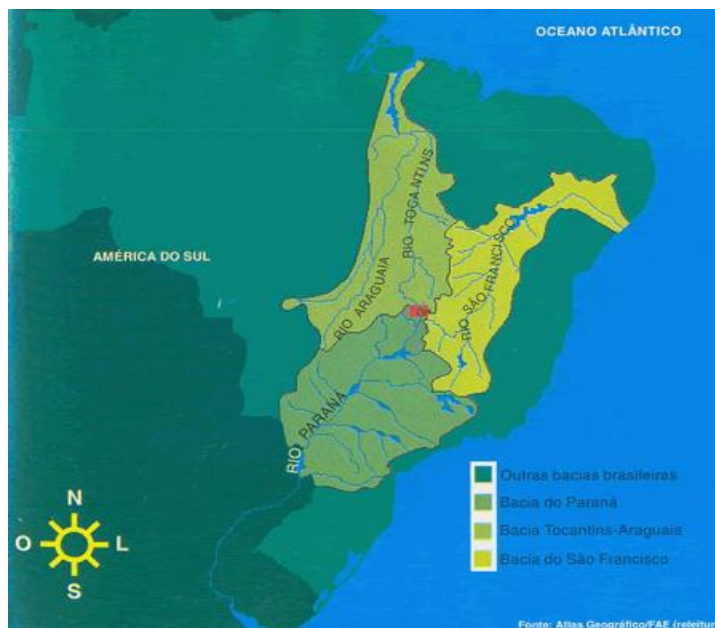 OCEANO ATLÂNTICO
AMÉRICA DO SUL
RIO ARAGUAIA
RIO TOCANTINS
RIO SÃO FRANCISCO
RIO PARANÁ
N
O
L
S
Outras bacias brasileiras
Bacia do Paraná
Bacia Tocantins-Araguaia
Bacia do São Francisco
Fonte: Atlas Geográfico/FAE (releitur